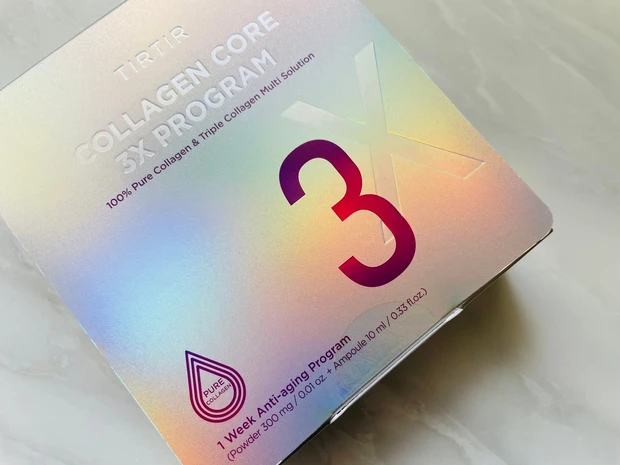 TIRTIR
COLLAGEN CORE
3X PROGRAM
100% Pure Collagen & Triple Collagen Multi Solution
3X
PURE
COLLAGEN
1 Week Anti-aging Program
(Powder 300 mg / 0.01 oz. + Ampoule 10 ml / 0.33 fl.oz.)